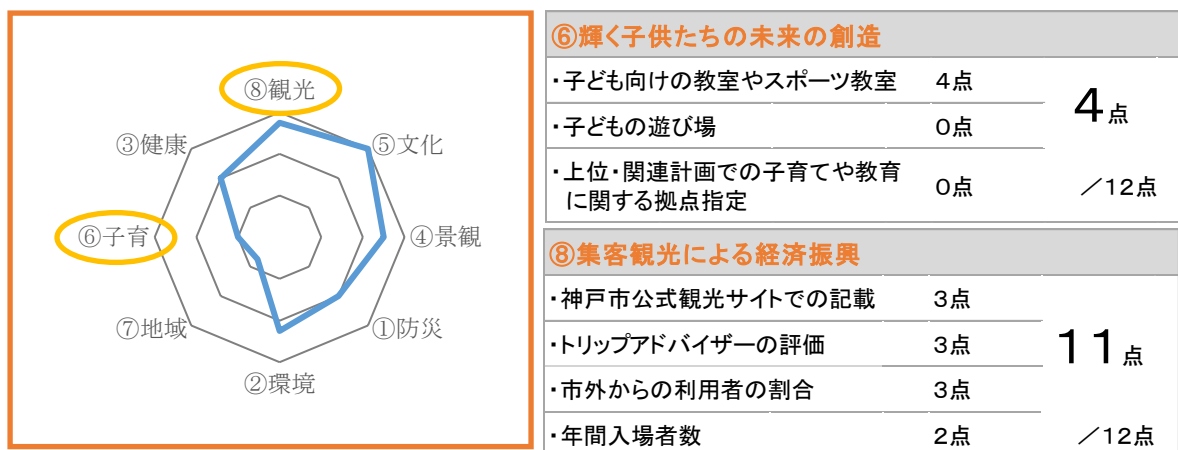 ⑧観光
③健康
⑤文化
⑥子育
④景観
⑦地域
①防災
②環境
⑥輝く子供たちの未来の創造
・子ども向けの教室やスポーツ教室 4点
4点
・子どもの遊び場 0点
・上位・関連計画での子育てや教育
に関する拠点指定 0点
／12点
⑧集客観光による経済振興
・神戸市公式観光サイトでの記載 3点
・トリップアドバイザーの評価 3点
11点
・市外からの利用者の割合 3点
・年間入場者数 2点
／12点